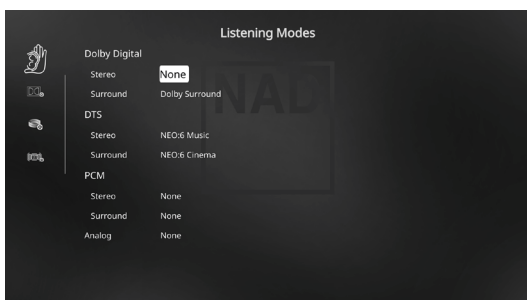 Listening Modes
Dolby Digital
Stereo None
Surround Dolby Surround
DTS
Stereo NEO:6 Music
Surround NEO:6 Cinema
PCM
Stereo None
Surround None
Analog None
NAD